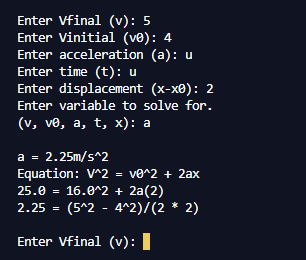 Enter Vfinal (v): 5
Enter Vinitial (v0): 4
Enter acceleration (a): u
Enter time (t): u
Enter displacement (x-x0): 2
Enter variable to solve for.
(v, v0, a, t, x): a
a = 2.25m/s^2
Equation: V^2 = v0^2 + 2ax
25.0 = 16.0^2 + 2a(2)
2.25 = (5^2 - 4^2)/(2 * 2)
Enter Vfinal (v):